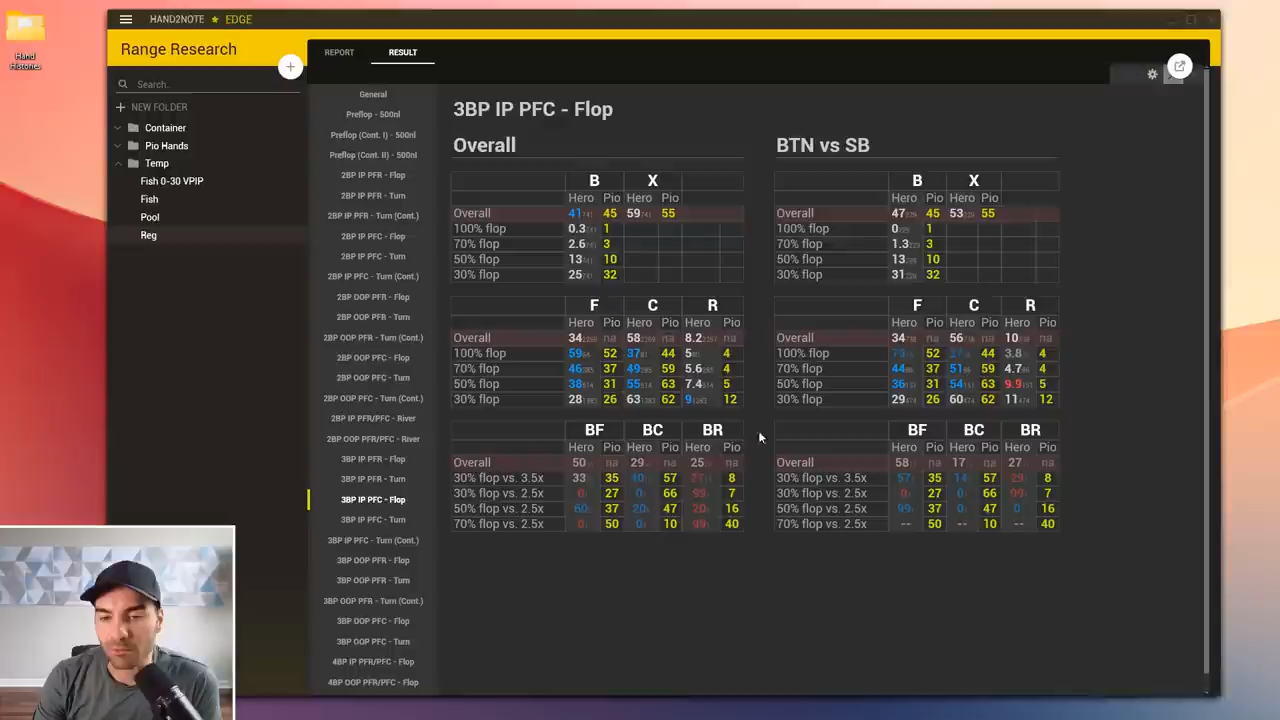 HAND2NOTE ★ EDGE
Range Research
REPORT RESULT
Hand
Histories
Search..
NEW FOLDER
Container
Pio Hands
Temp
Fish 0-30 VPIP
Fish
Pool
Reg
General
Preflop - 500nl
Preflop (Cont. I) - 500nl
Preflop (Cont. II) - 500nl
2BP IP PFR - Flop
2BP IP PFR - Turn
2BP IP PFR - Turn (Cont.)
2BP IP PFC - Flop
2BP IP PFC - Turn
2BP IP PFC - Turn (Cont.)
2BP OOP PFR - Flop
2BP OOP PFR - Turn
2BP OOP PFR - Turn (Cont.)
2BP OOP PFC - Flop
2BP OOP PFC - Turn
2BP OOP PFC - Turn (Cont.)
2BP IP PFR/PFC - River
2BP OOP PFR/PFC - River
3BP IP PFR - Flop
3BP IP PFR - Turn
3BP IP PFC - Flop
3BP IP PFC - Turn
3BP IP PFC - Turn (Cont.)
3BP OOP PFR - Flop
3BP OOP PFR - Turn
3BP OOP PFR - Turn (Cont.)
3BP OOP PFC - Flop
3BP OOP PFC - Turn
4BP IP PFR/PFC - Flop
4BP OOP PFR/PFC - Flop
3BP IP PFC - Flop
Overall
B X
Hero Pio Hero Pio
Overall 41 45 59 55
100% flop 0.3 1
70% flop 2.6 3
50% flop 13 10
30% flop 25 32
F C R
Hero Pio Hero Pio Hero Pio
Overall 34 na 58 na 8.2 na
100% flop 59 52 37 44 5 4
70% flop 46 37 49 59 5.6 4
50% flop 38 31 55 63 7.4 5
30% flop 28 26 63 62 9 12
BF BC BR
Hero Pio Hero Pio Hero Pio
Overall 50 na 29 na 25 na
30% flop vs. 3.5x 33 35 40 57 27 8
30% flop vs. 2.5x 0 27 0 66 99 7
50% flop vs. 2.5x 60 37 20 47 20 16
70% flop vs. 2.5x 0 50 0 10 99 40
BTN vs SB
B X
Hero Pio Hero Pio
Overall 47 45 53 55
100% flop 0 1
70% flop 1.3 3
50% flop 13 10
30% flop 31 32
F C R
Hero Pio Hero Pio Hero Pio
Overall 34 na 56 na 10 na
100% flop 52 44 3.8 4
70% flop 44 37 51 59 4.7 4
50% flop 36 31 54 63 9.9 5
30% flop 29 26 60 62 11 12
BF BC BR
Hero Pio Hero Pio Hero Pio
Overall 58 na 17 na 27 na
30% flop vs. 3.5x 57 35 14 57 29 8
30% flop vs. 2.5x 0 27 0 66 99 7
50% flop vs. 2.5x 99 37 0 47 0 16
70% flop vs. 2.5x -- 50 -- 10 -- 40